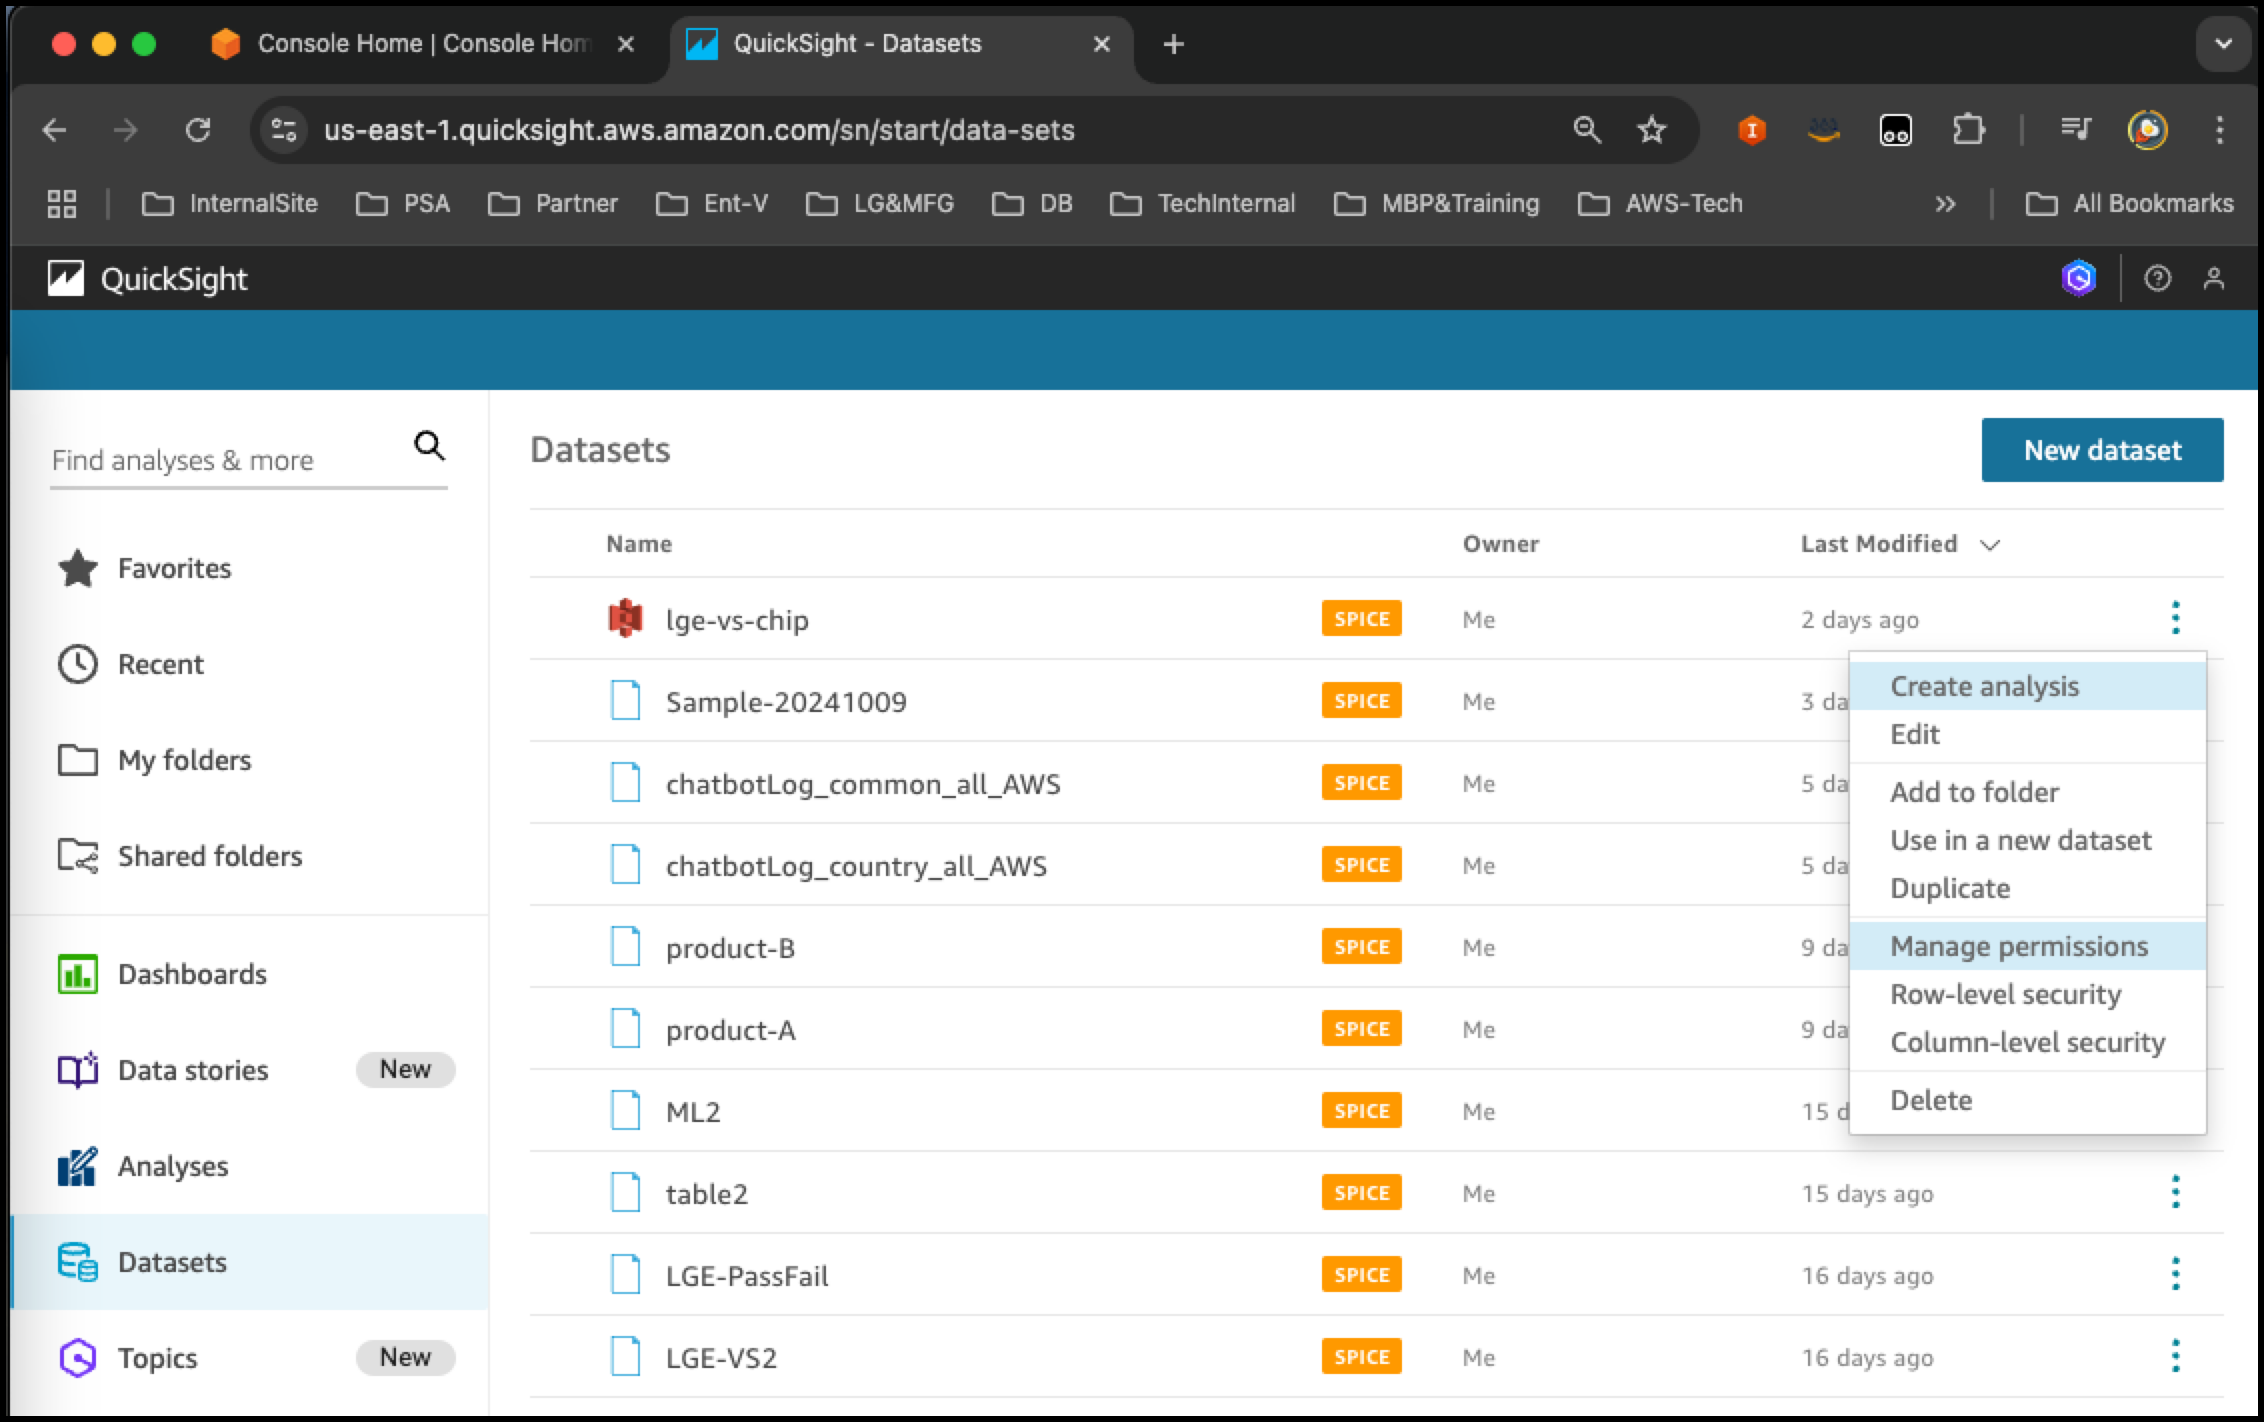 Console Home | Console Hom
QuickSight - Datasets
us-east-1.quicksight.aws.amazon.com/sn/start/data-sets
InternalSite PSA Partner Ent-V LG&MFG DB TechInternal MBP&Training AWS-Tech All Bookmarks
QuickSight
Find analyses & more
Favorites
Recent
My folders
Shared folders
Dashboards
Data stories New
Analyses
Datasets
Topics New
Datasets New dataset
Name Owner Last Modified
lge-vs-chip SPICE Me 2 days ago
Sample-20241009 SPICE Me 3 da
chatbotLog_common_all_AWS SPICE Me 5 da
chatbotLog_country_all_AWS SPICE Me 5 da
product-B SPICE Me 9 da
product-A SPICE Me 9 da
ML2 SPICE Me 15 d
table2 SPICE Me 15 days ago
LGE-PassFail SPICE Me 16 days ago
LGE-VS2 SPICE Me 16 days ago
Create analysis
Edit
Add to folder
Use in a new dataset
Duplicate
Manage permissions
Row-level security
Column-level security
Delete